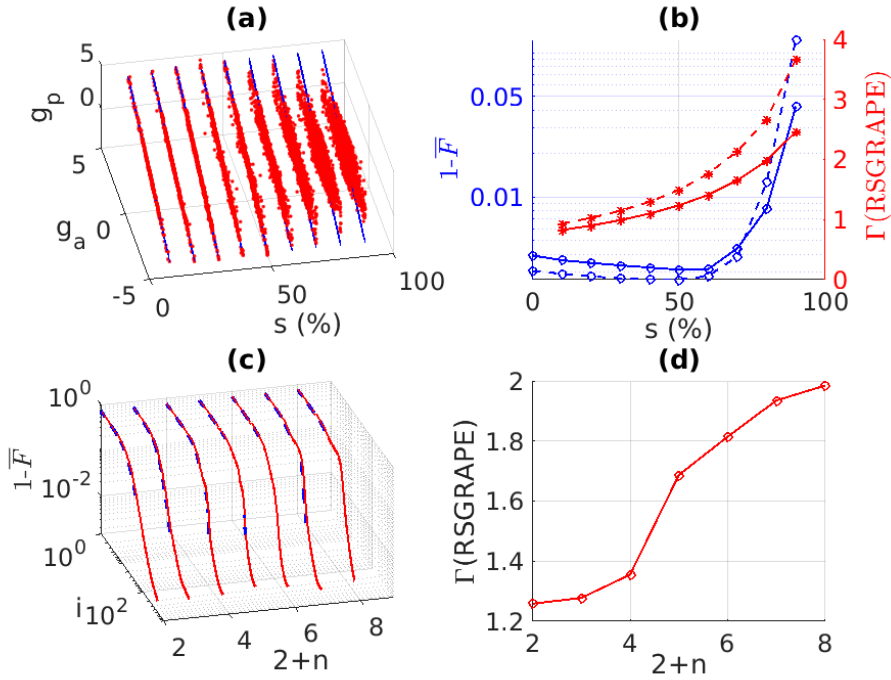 (a)
5
0
g_p
5
0
g_a
-5
0
50
100
s (%)
(b)
0.05
0.01
1-F̅
4
3
2
1
0
Γ(RSGRAPE)
0
50
100
s (%)
(c)
10^0
10^-2
1-F̅
10^0
i
10^2
2
4
6
8
2+n
(d)
2
1.8
1.6
1.4
1.2
Γ(RSGRAPE)
2
4
6
8
2+n